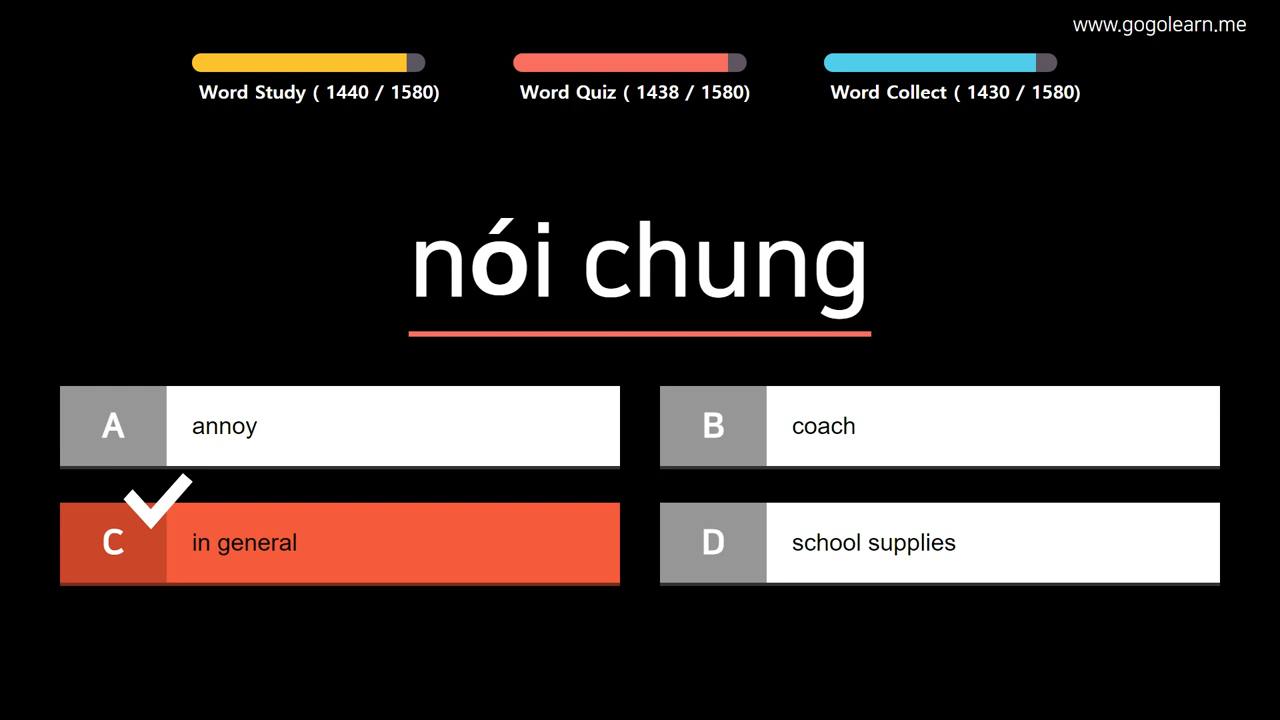 www.gogolearn.me
Word Study ( 1440 / 1580)
Word Quiz ( 1438 / 1580)
Word Collect ( 1430 / 1580)
nói chung
A annoy
B coach
C in general
D school supplies